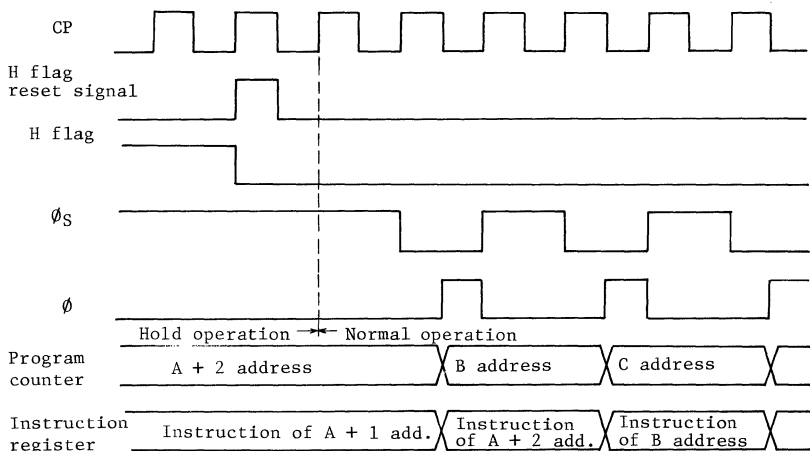 CP
H flag
reset signal
H flag
ØS
Ø
Hold operation
Normal operation
Program
counter
A + 2 address
B address
C address
Instruction
register
Instruction of A + 1 add.
Instruction
of A + 2 add.
Instruction
of B address